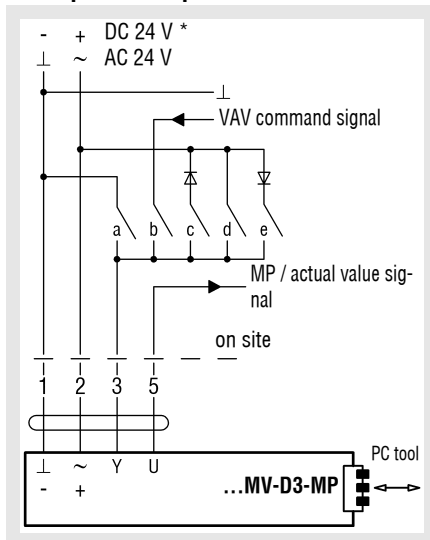 - + DC 24 V *
⊥ ~ AC 24 V
⊥
VAV command signal
a b c d e
MP / actual value sig-
nal
on site
1 2 3 5
⊥ ~ Y U
- +
...MV-D3-MP
PC tool